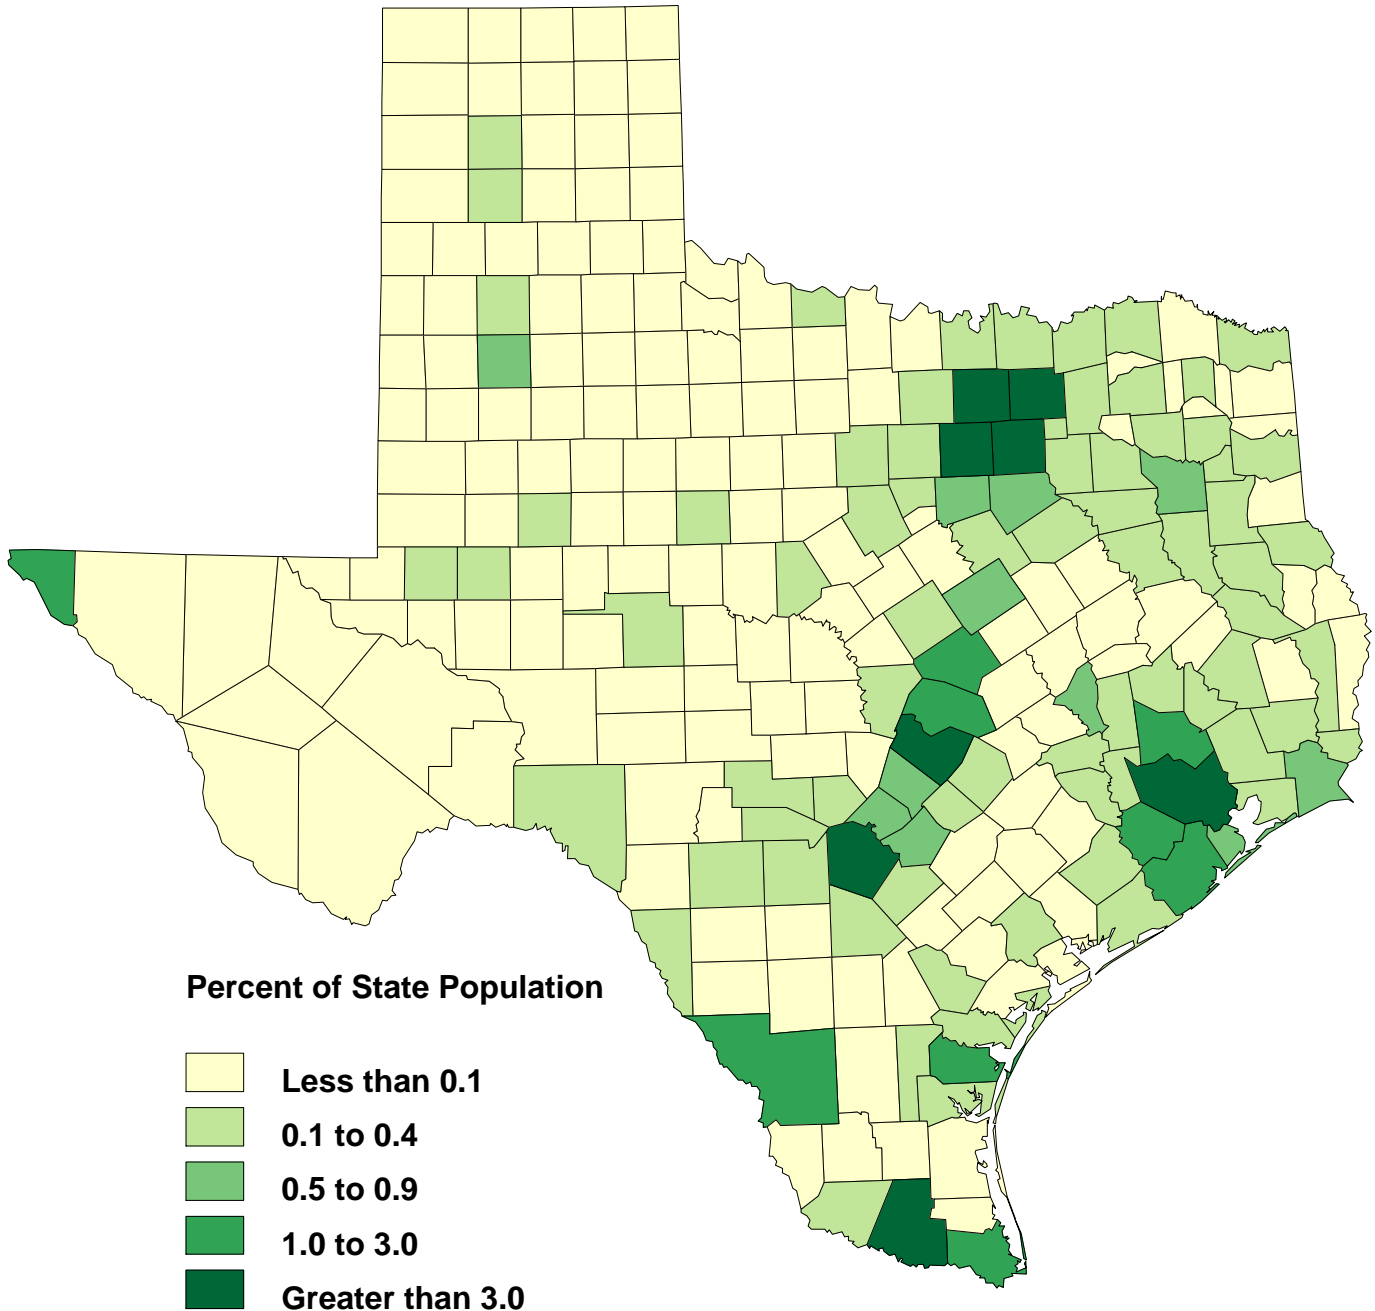 Percent of State Population
Less than 0.1
0.1 to 0.4
0.5 to 0.9
1.0 to 3.0
Greater than 3.0